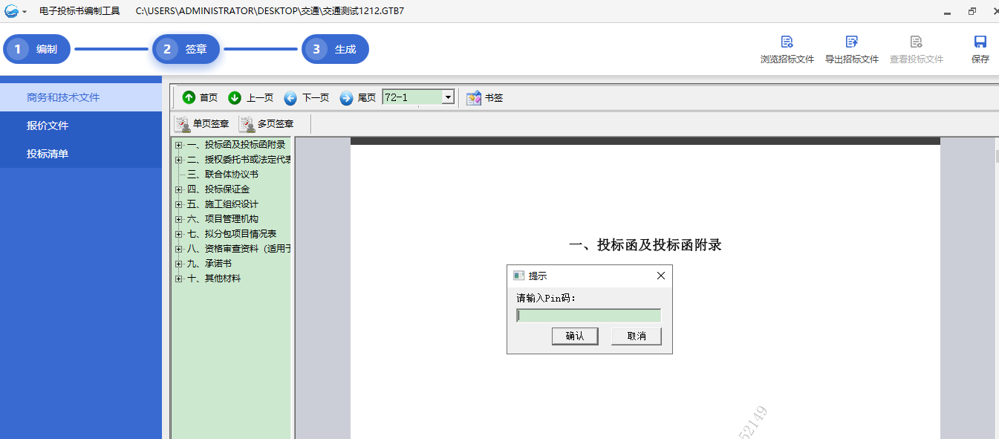 电子投标书编制工具 C:\USERS\ADMINISTRATOR\DESKTOP\交通\交通测试1212.GTB7
1 编制 2 签章 3 生成
浏览招标文件 导出招标文件 查看投标文件 保存
商务和技术文件
报价文件
投标清单
首页 上一页 下一页 尾页 72-1 书签
单页签章 多页签章
一、投标函及投标函附录
二、授权委托书或法定代表
三、联合体协议书
四、投标保证金
五、施工组织设计
六、项目管理机构
七、拟分包项目情况表
八、资格审查资料（适用于
九、承诺书
十、其他材料
一、投标函及投标函附录
提示
请输入Pin码:
确认 取消
52149